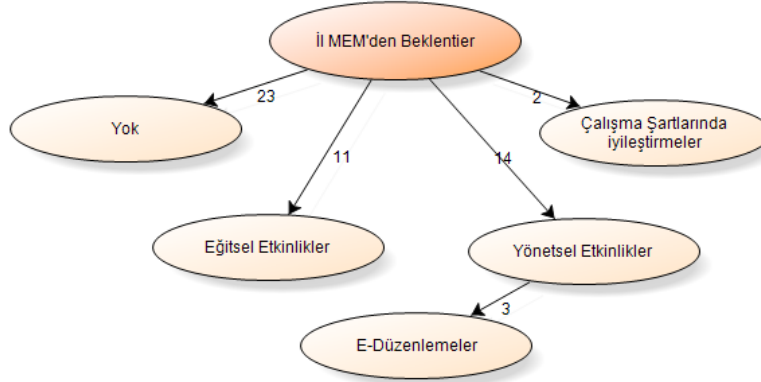 İl MEM'den Beklentier
23
2
Yok
Çalışma Şartlarında
iyileştirmeler
11
14
Eğitsel Etkinlikler
Yönetsel Etkinlikler
3
E-Düzenlemeler